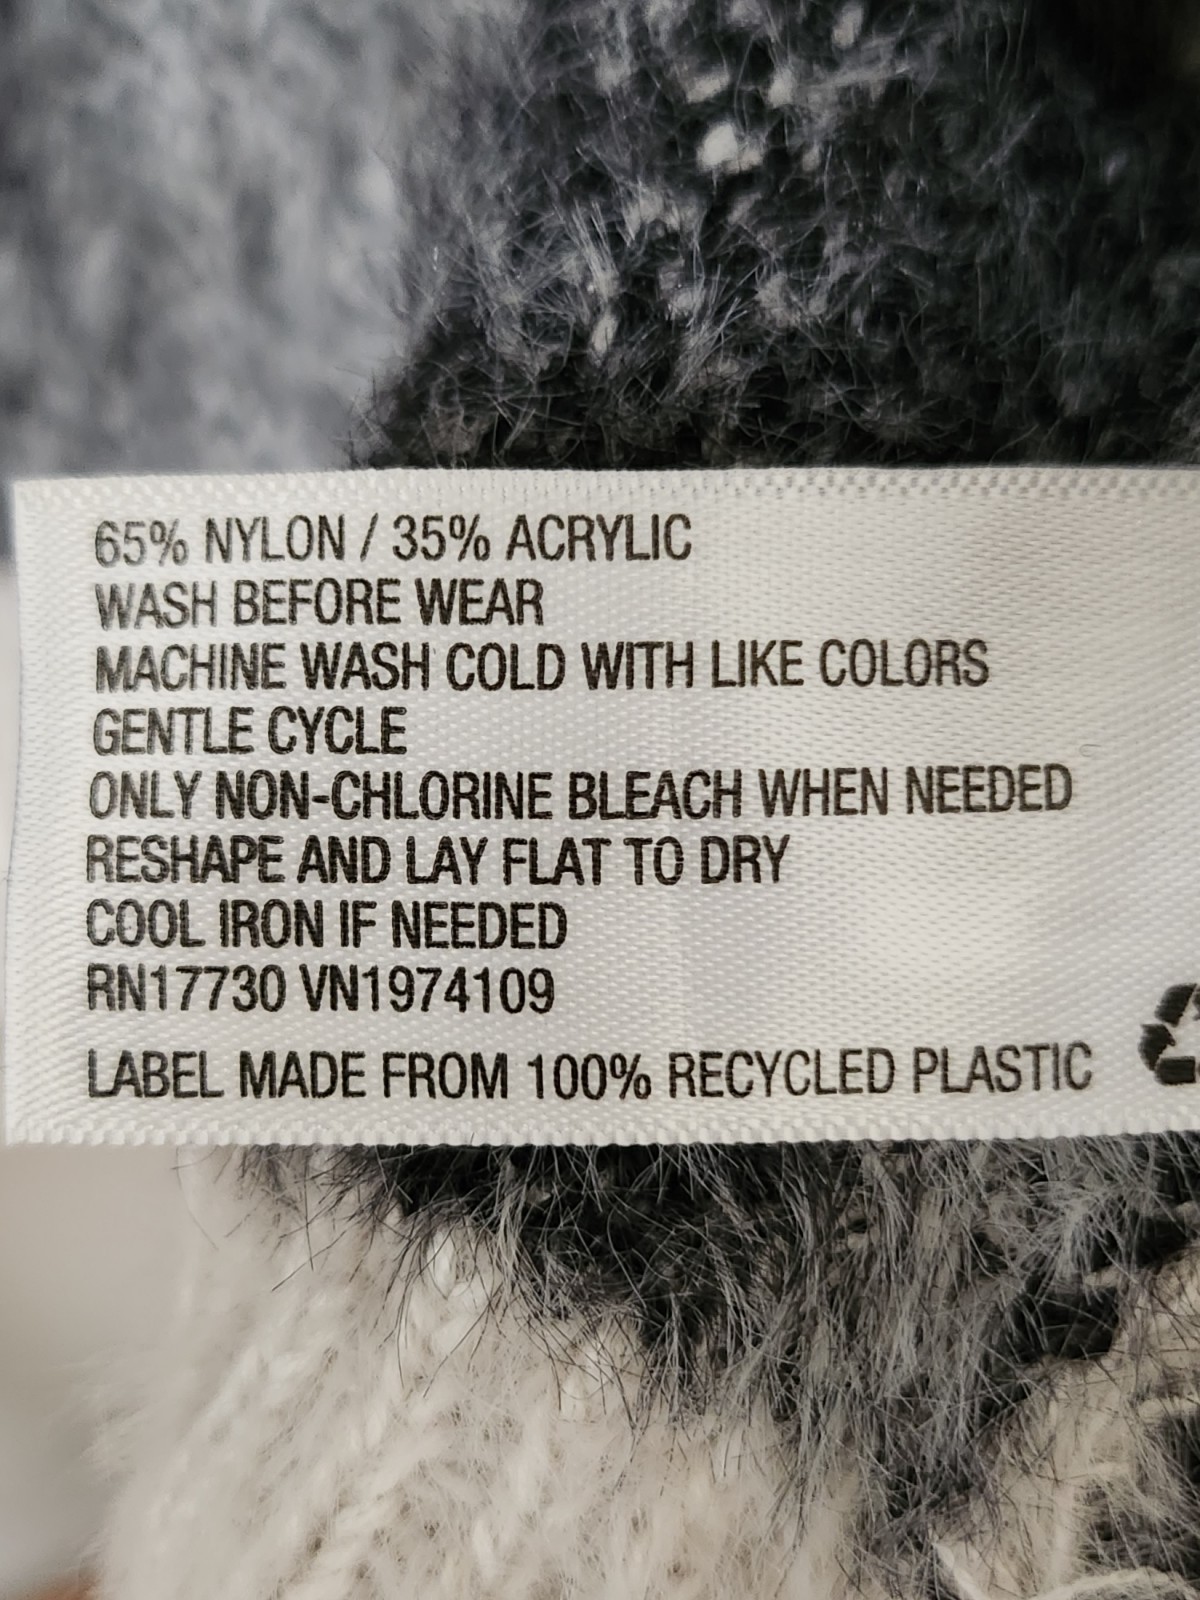 65% NYLON / 35% ACRYLIC
WASH BEFORE WEAR
MACHINE WASH COLD WITH LIKE COLORS
GENTLE CYCLE
ONLY NON-CHLORINE BLEACH WHEN NEEDED
RESHAPE AND LAY FLAT TO DRY
COOL IRON IF NEEDED
RN17730 VN1974109
LABEL MADE FROM 100% RECYCLED PLASTIC